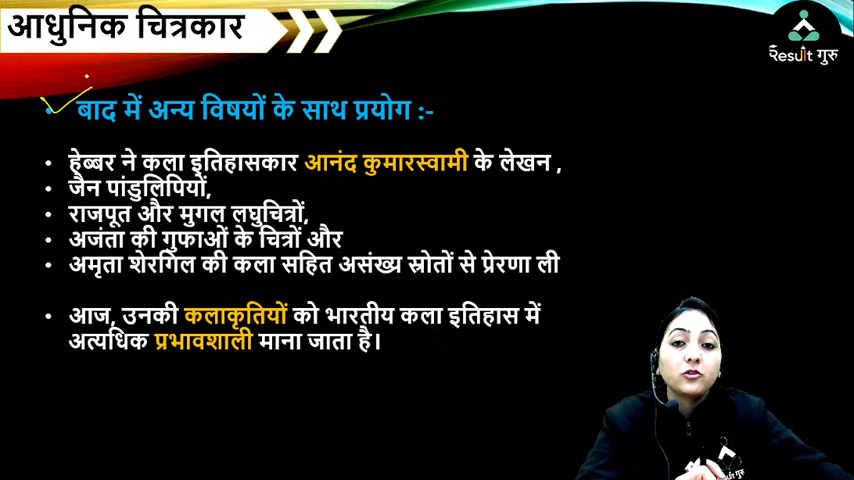 आधुनिक चित्रकार
Result गुरु
बाद में अन्य विषयों के साथ प्रयोग :-
• हेब्बर ने कला इतिहासकार आनंद कुमारस्वामी के लेखन ,
• जैन पांडुलिपियों,
• राजपूत और मुगल लघुचित्रों,
• अजंता की गुफाओं के चित्रों और
• अमृता शेरगिल की कला सहित असंख्य स्रोतों से प्रेरणा ली
• आज, उनकी कलाकृतियों को भारतीय कला इतिहास में
अत्यधिक प्रभावशाली माना जाता है।